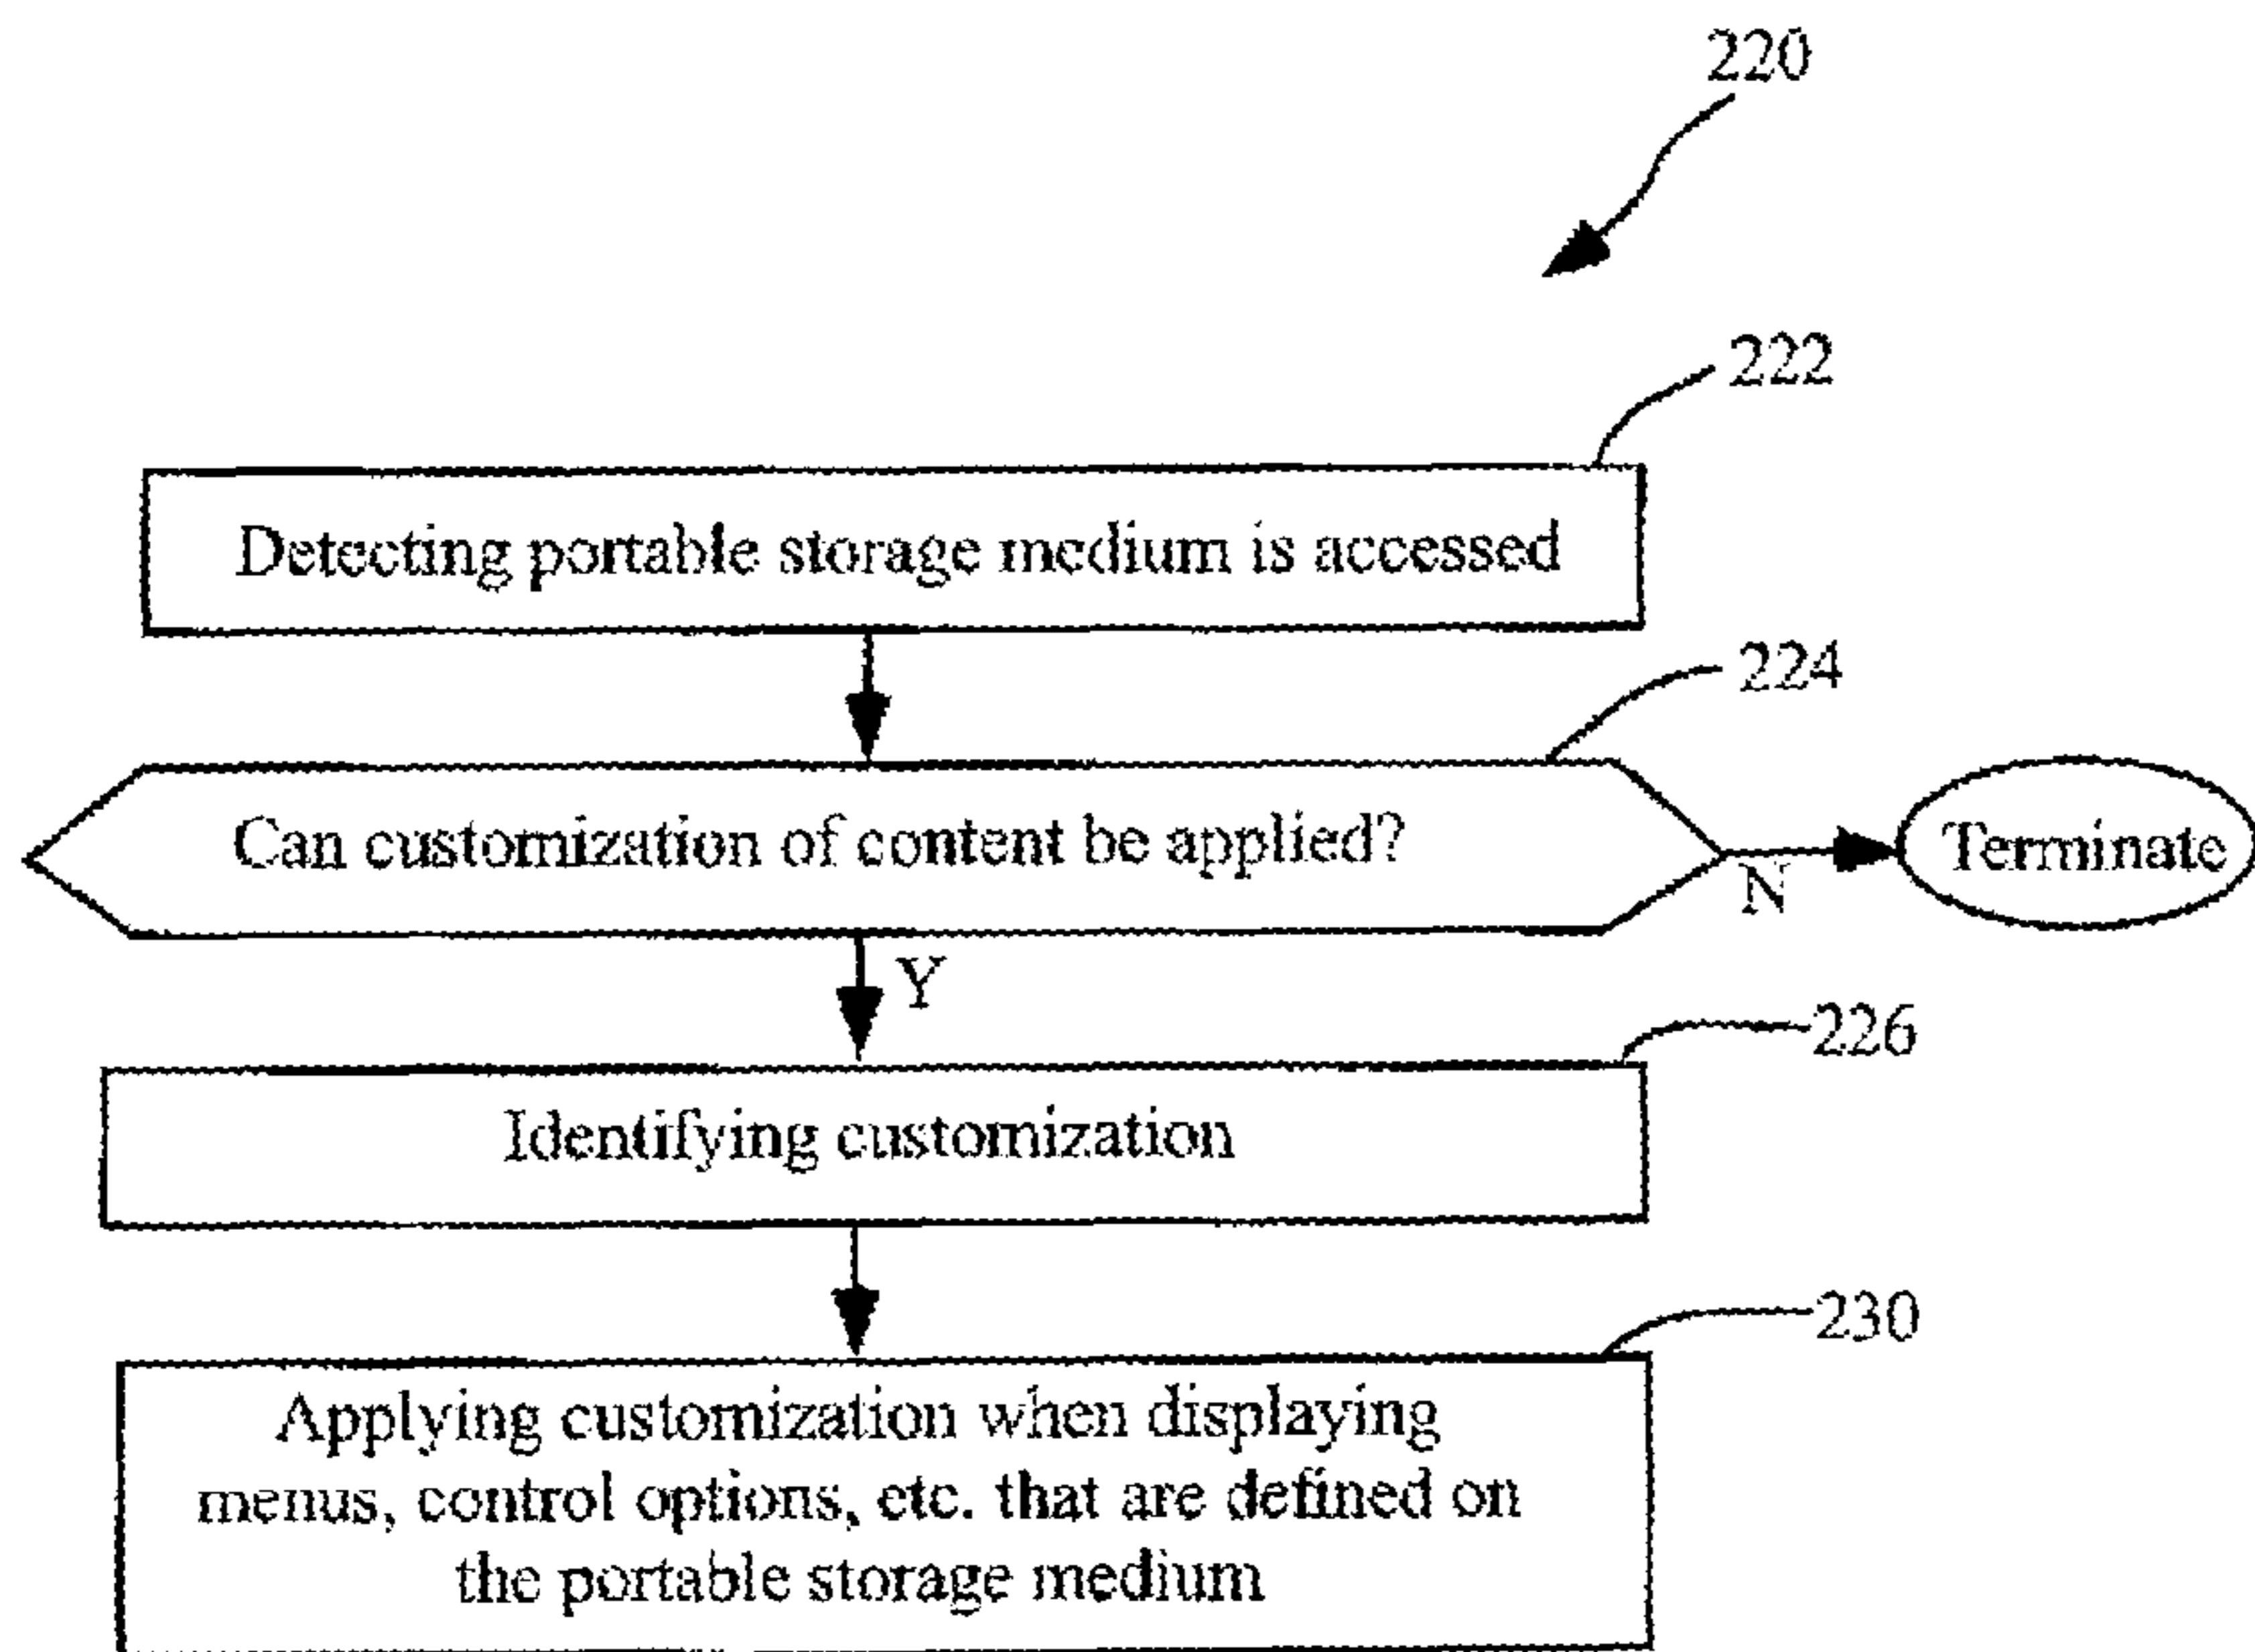 220
222
Detecting portable storage medium is accessed
224
Can customization of content be applied?
Terminate
N
Y
226
Identifying customization
230
Applying customization when displaying
menus, control options, etc. that are defined on
the portable storage medium